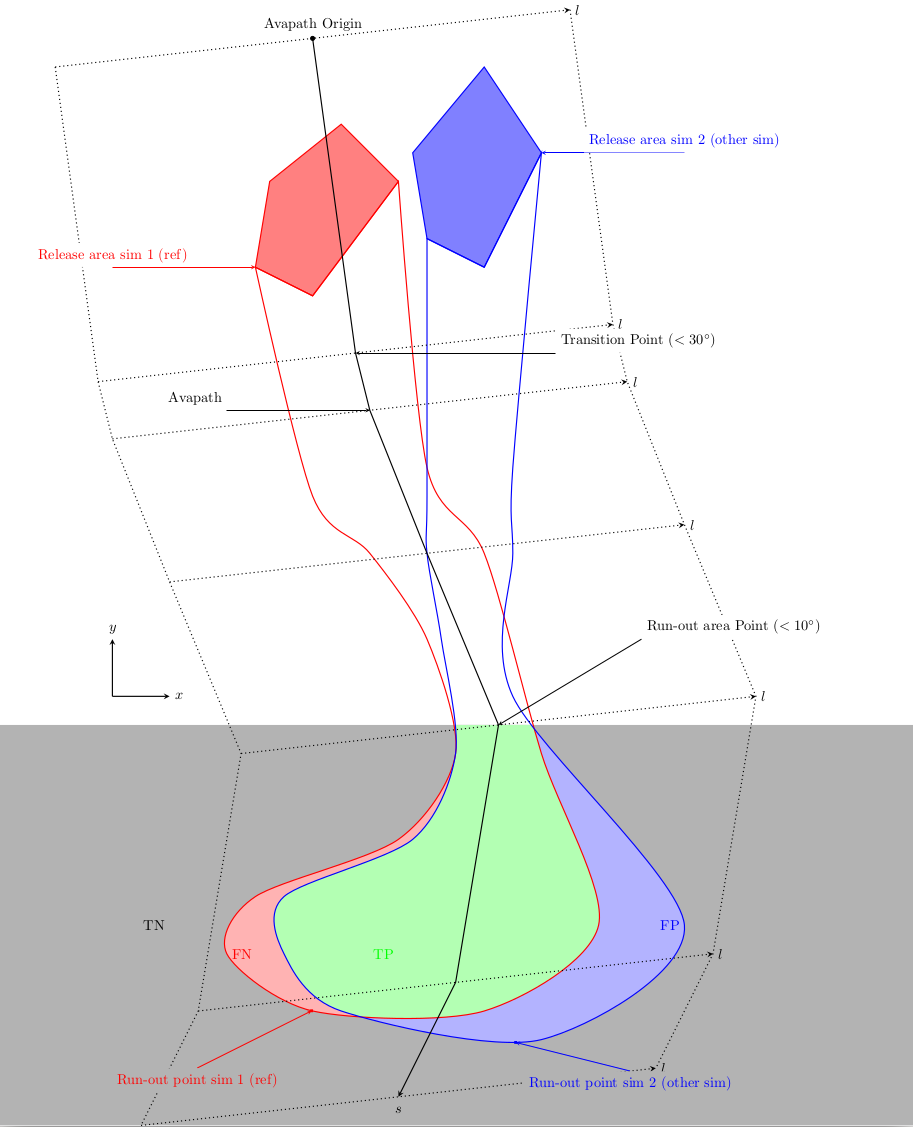 l
Avapath Origin
Release area sim 2 (other sim)
Release area sim 1 (ref)
l
Transition Point (< 30°)
l
Avapath
l
Run-out area Point (< 10°)
y
x
l
TN
FP
FN
TP
l
l
Run-out point sim 1 (ref)
Run-out point sim 2 (other sim)
s